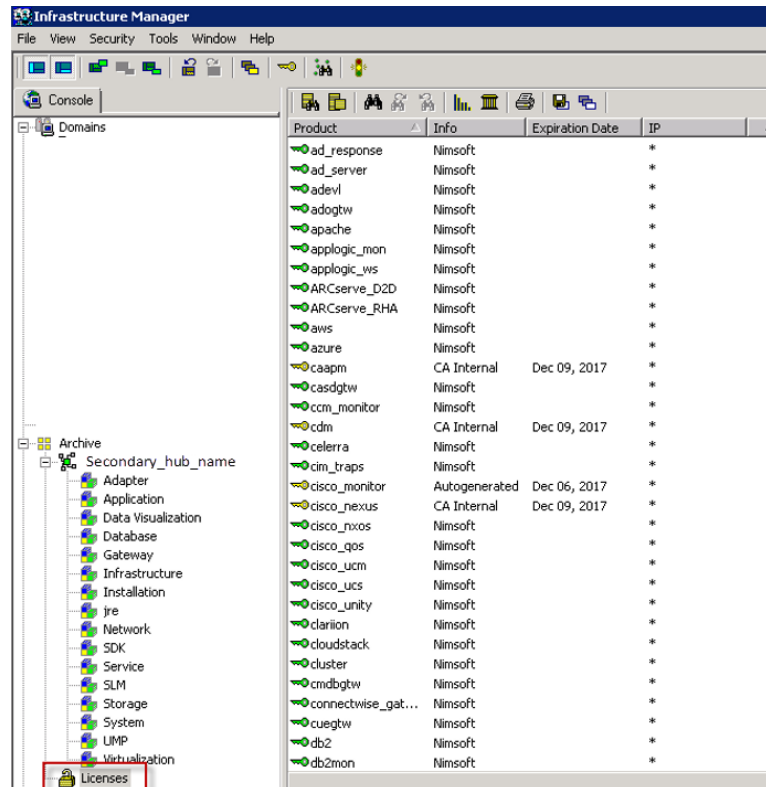 Infrastructure Manager
File View Security Tools Window Help
Console
Domains
Archive
Secondary_hub_name
Adapter
Application
Data Visualization
Database
Gateway
Infrastructure
Installation
jre
Network
SDK
Service
SLM
Storage
System
UMP
Virtualization
Licenses
Product Info Expiration Date IP
ad_response Nimsoft *
ad_server Nimsoft *
adevl Nimsoft *
adogtw Nimsoft *
apache Nimsoft *
applogic_mon Nimsoft *
applogic_ws Nimsoft *
ARCserve_D2D Nimsoft *
ARCserve_RHA Nimsoft *
aws Nimsoft *
azure Nimsoft *
caapm CA Internal Dec 09, 2017 *
casdgtw Nimsoft *
ccm_monitor Nimsoft *
cdm CA Internal Dec 09, 2017 *
celerra Nimsoft *
cim_traps Nimsoft *
cisco_monitor Autogenerated Dec 06, 2017 *
cisco_nexus CA Internal Dec 09, 2017 *
cisco_nxos Nimsoft *
cisco_qos Nimsoft *
cisco_ucm Nimsoft *
cisco_ucs Nimsoft *
cisco_unity Nimsoft *
clariion Nimsoft *
cloudstack Nimsoft *
cluster Nimsoft *
cmdbgtw Nimsoft *
connectwise_gat... Nimsoft *
cuegtw Nimsoft *
db2 Nimsoft *
db2mon Nimsoft *